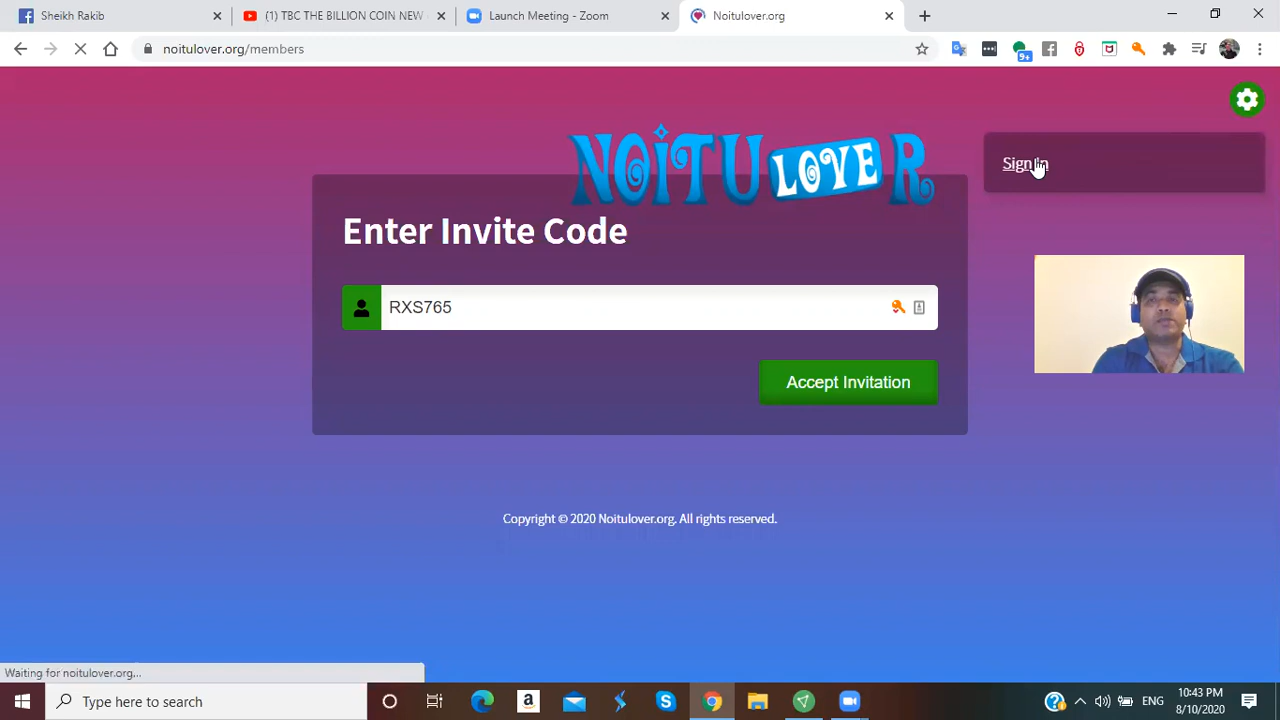 Sheikh Rakib
(1) TBC THE BILLION COIN NEW
Launch Meeting - Zoom
Noitulover.org
noitulover.org/members
9+
NOITULOVER
Sign In
Enter Invite Code
RXS765
Accept Invitation
Copyright © 2020 Noitulover.org. All rights reserved.
Waiting for noitulover.org...
Type here to search
ENG
10:43 PM
8/10/2020